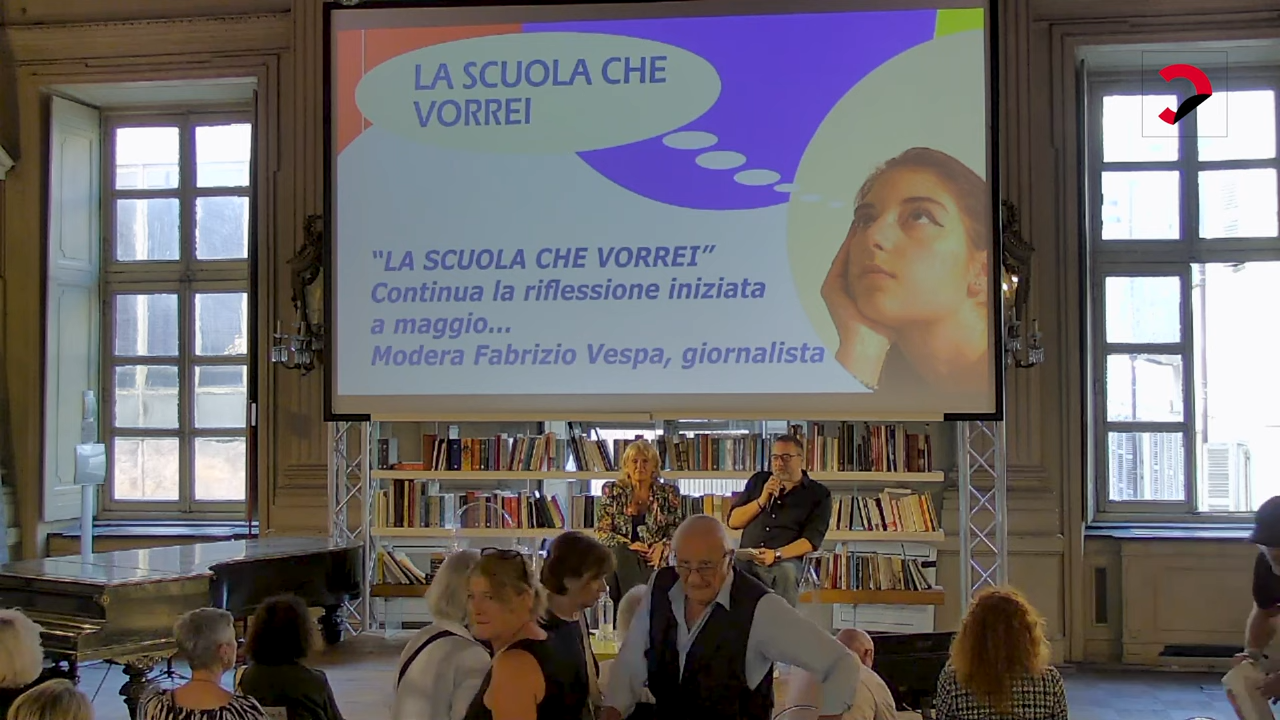 LA SCUOLA CHE
VORREI
“LA SCUOLA CHE VORREI”
Continua la riflessione iniziata
a maggio...
Modera Fabrizio Vespa, giornalista